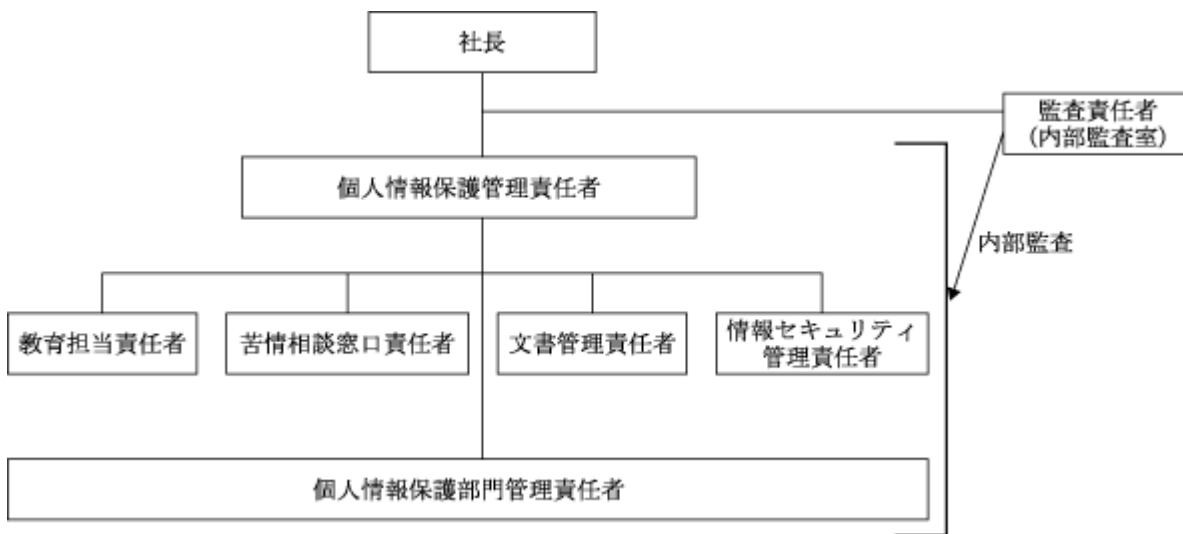 社長
監査責任者
(内部監査室)
個人情報保護管理責任者
内部監査
教育担当責任者
苦情相談窓口責任者
文書管理責任者
情報セキュリティ
管理責任者
個人情報保護部門管理責任者